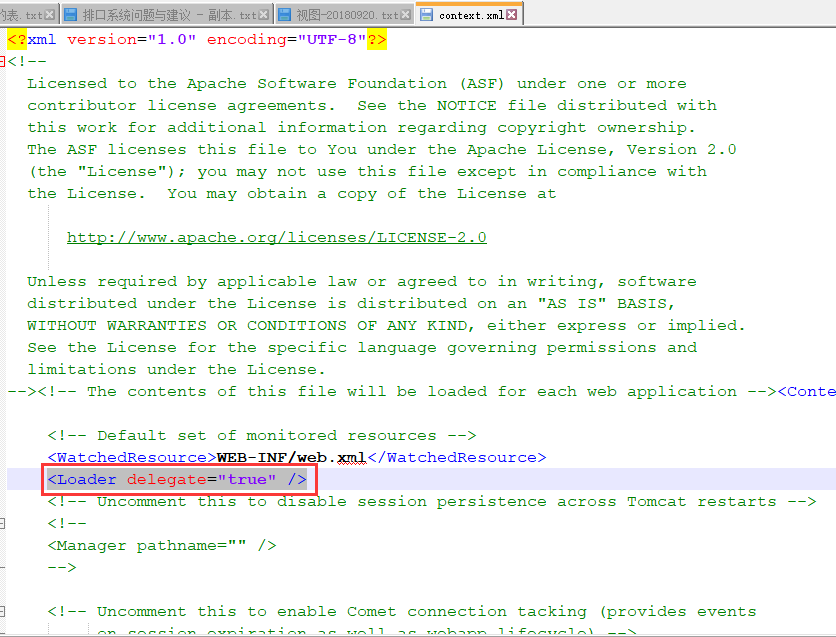 约表.txt 排口系统问题与建议 - 副本.txt 视图-20180920.txt context.xml
<?xml version="1.0" encoding="UTF-8"?>
<!--
Licensed to the Apache Software Foundation (ASF) under one or more
contributor license agreements.  See the NOTICE file distributed with
this work for additional information regarding copyright ownership.
The ASF licenses this file to You under the Apache License, Version 2.0
(the "License"); you may not use this file except in compliance with
the License.  You may obtain a copy of the License at
http://www.apache.org/licenses/LICENSE-2.0
Unless required by applicable law or agreed to in writing, software
distributed under the License is distributed on an "AS IS" BASIS,
WITHOUT WARRANTIES OR CONDITIONS OF ANY KIND, either express or implied.
See the License for the specific language governing permissions and
limitations under the License.
--><!-- The contents of this file will be loaded for each web application --><Conte
<!-- Default set of monitored resources -->
<WatchedResource>WEB-INF/web.xml</WatchedResource>
<Loader delegate="true" />
<!-- Uncomment this to disable session persistence across Tomcat restarts -->
<!--
<Manager pathname="" />
-->
<!-- Uncomment this to enable Comet connection tacking (provides events
on session expiration as well as webapp lifecycle) -->